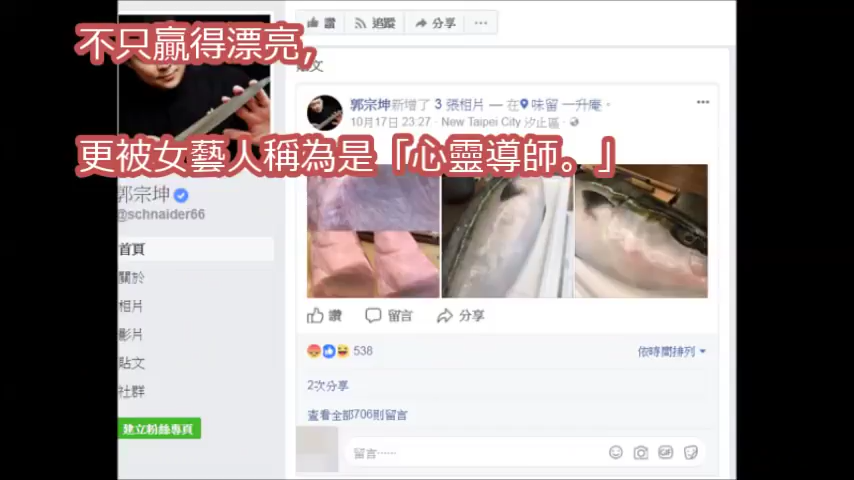 讚 追蹤 分享
不只贏得漂亮,
文
郭宗坤新增了 3 張相片 — 在 味留 一升庵。
10月17日 23:27 · New Taipei City 汐止區 ·
更被女藝人稱為是「心靈導師。」
郭宗坤
@schnaider66
首頁
關於
相片
影片
貼文
社群
建立粉絲專頁
讚 留言 分享
538 依時間排列
2次分享
查看全部706則留言
留言……
GIF